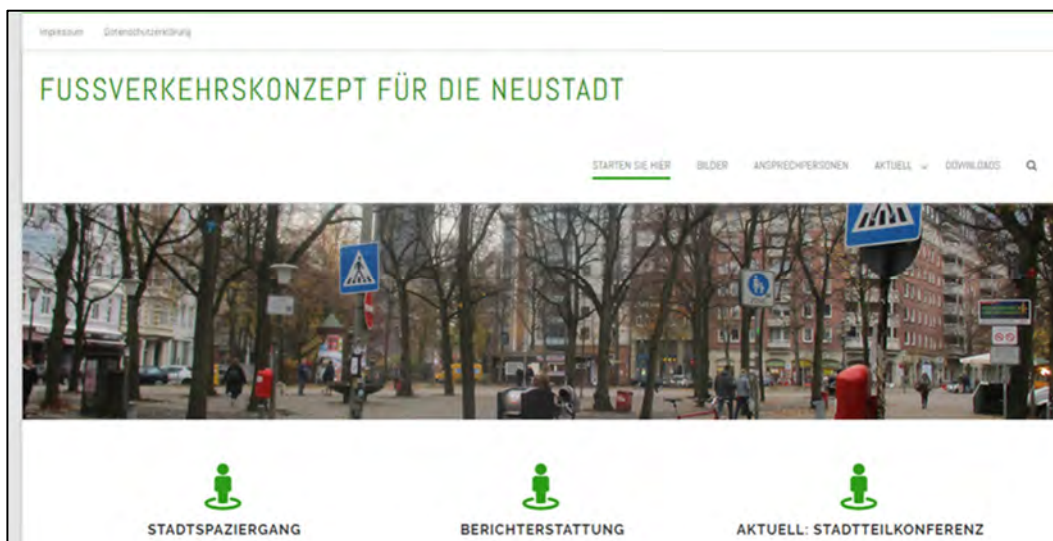 Impressum Datenschutzerklärung
FUSSVERKEHRSKONZEPT FÜR DIE NEUSTADT
STARTEN SIE HIER BILDER ANSPRECHPERSONEN AKTUELL DOWNLOADS
STADTSPAZIERGANG BERICHTERSTATTUNG AKTUELL: STADTTEILKONFERENZ